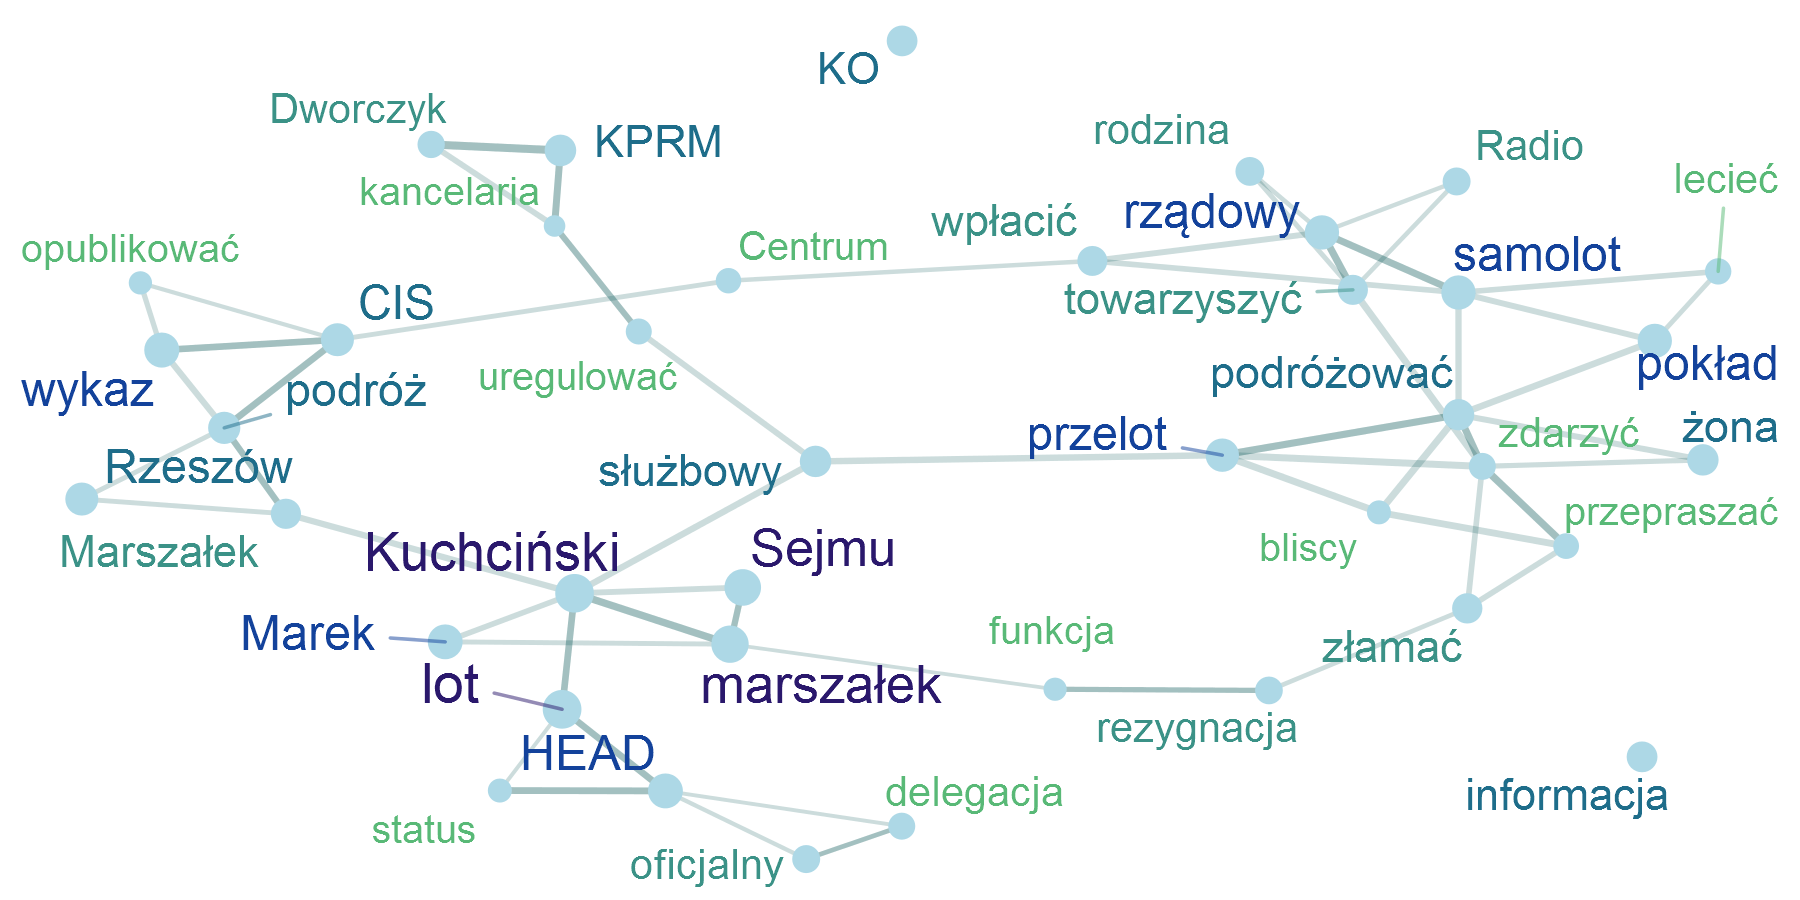 KO
Dworczyk
KPRM
rodzina
Radio
kancelaria
lecieć
opublikować
Centrum
wpłacić
rządowy
samolot
CIS
towarzyszyć
wykaz
podróż
uregulować
podróżować
pokład
Rzeszów
służbowy
przelot
zdarzyć
żona
Marszałek
Kuchciński
Sejmu
bliscy
przepraszać
Marek
funkcja
złamać
lot
marszałek
HEAD
rezygnacja
status
delegacja
informacja
oficjalny